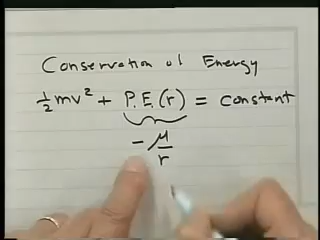 Conservation of Energy
½mv² + P.E.(r) = constant
-μ/r